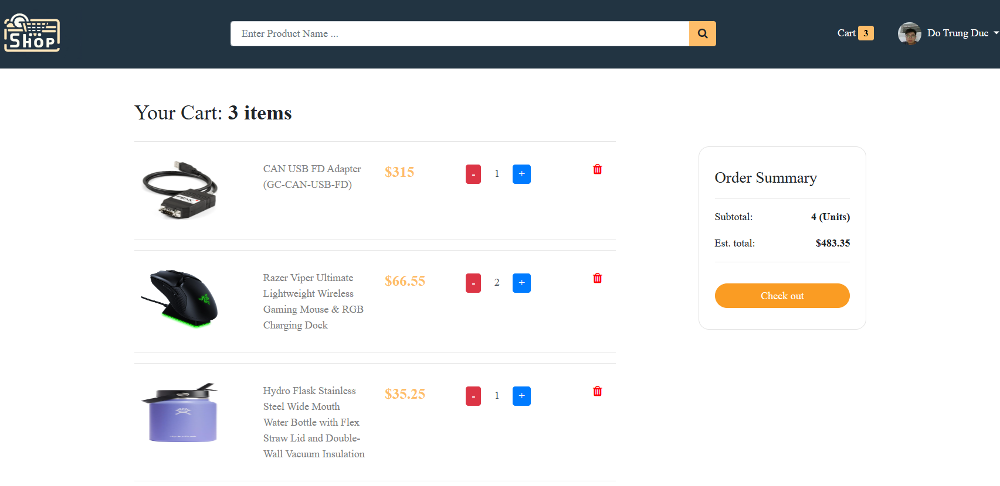 SHOP
Enter Product Name ...
Cart 3
Do Trung Duc
Your Cart: 3 items
CAN USB FD Adapter
(GC-CAN-USB-FD)
$315
- 1 +
PEAK
Razer Viper Ultimate
Lightweight Wireless
Gaming Mouse & RGB
Charging Dock
$66.55
- 2 +
Hydro Flask Stainless
Steel Wide Mouth
Water Bottle with Flex
Straw Lid and Double-
Wall Vacuum Insulation
$35.25
- 1 +
Order Summary
Subtotal: 4 (Units)
Est. total: $483.35
Check out